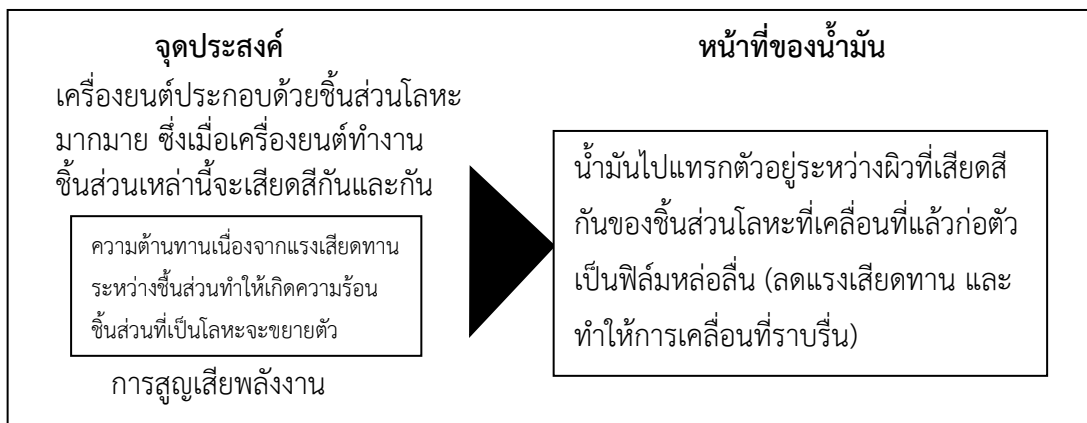 จุดประสงค์
เครื่องยนต์ประกอบด้วยชิ้นส่วนโลหะ
มากมาย ซึ่งเมื่อเครื่องยนต์ทำงาน
ชิ้นส่วนเหล่านี้จะเสียดสีกันและกัน
ความต้านทานเนื่องจากแรงเสียดทาน
ระหว่างชื้นส่วนทำให้เกิดความร้อน
ชิ้นส่วนที่เป็นโลหะจะขยายตัว
การสูญเสียพลังงาน
หน้าที่ของน้ำมัน
น้ำมันไปแทรกตัวอยู่ระหว่างผิวที่เสียดสี
กันของชิ้นส่วนโลหะที่เคลื่อนที่แล้วก่อตัว
เป็นฟิล์มหล่อลื่น (ลดแรงเสียดทาน และ
ทำให้การเคลื่อนที่ราบรื่น)